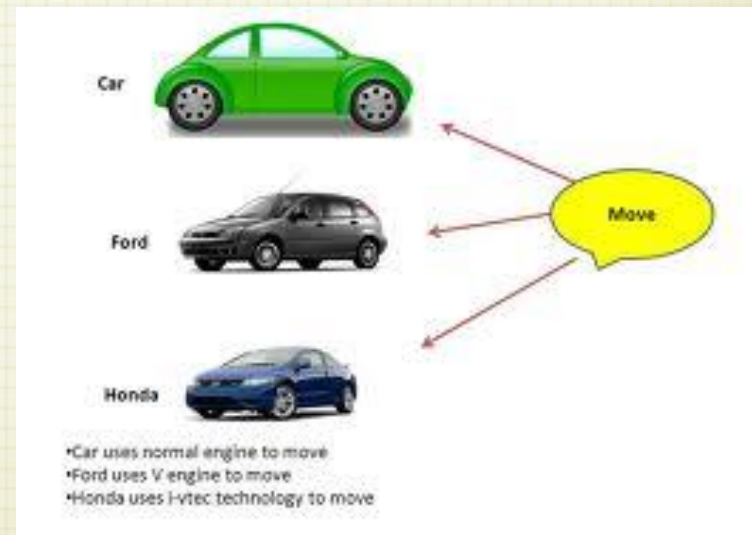 Car
Move
Ford
Honda
•Car uses normal engine to move
•Ford uses V engine to move
•Honda uses i-vtec technology to move